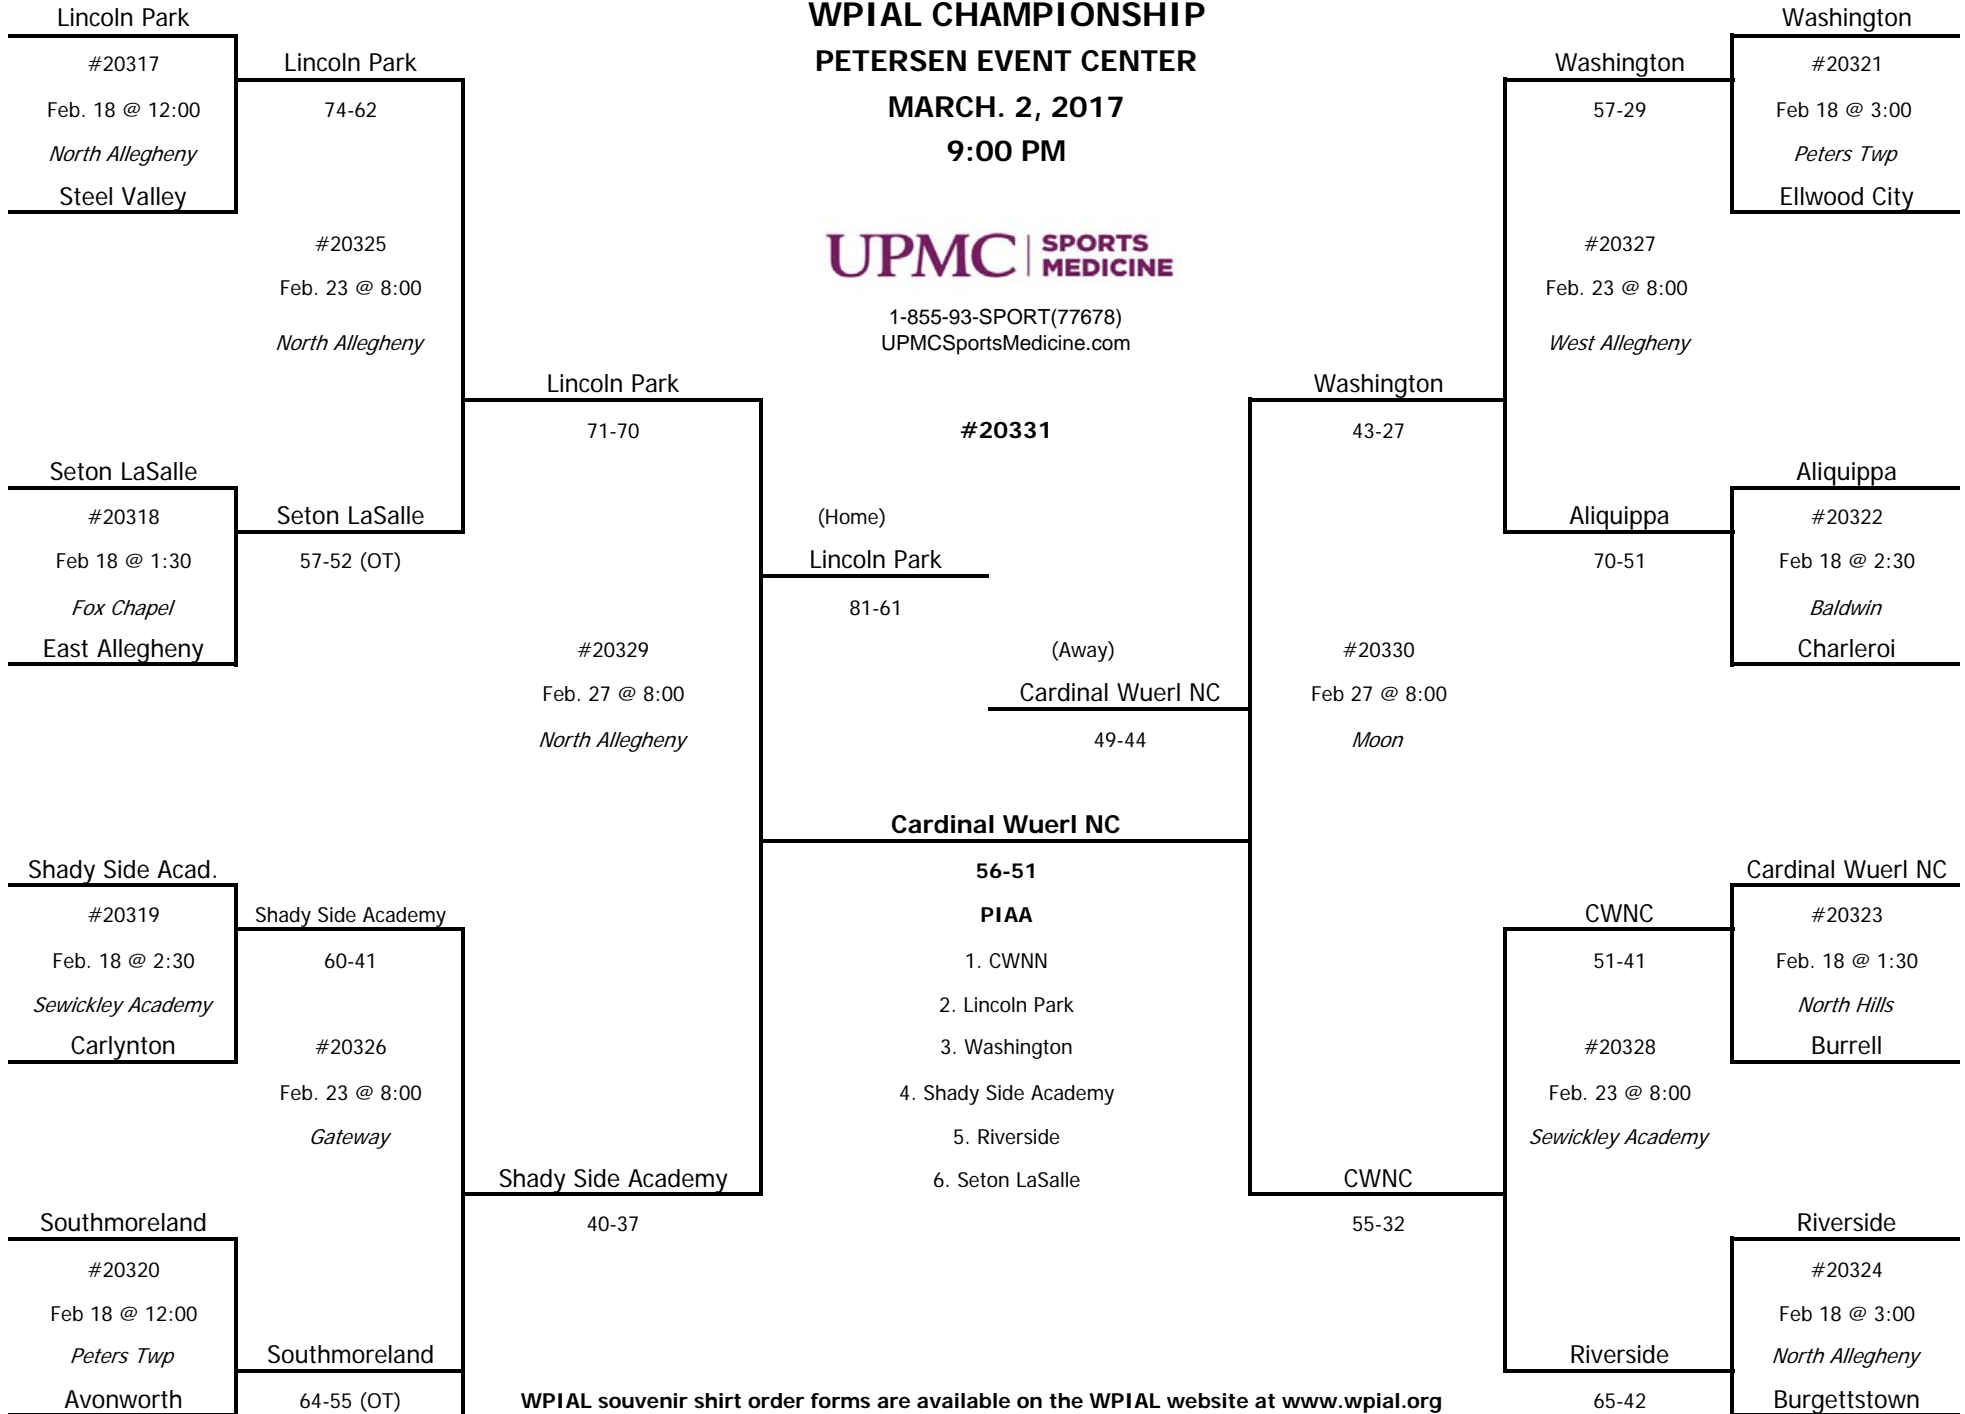 WPIAL CHAMPIONSHIP
PETERSEN EVENT CENTER
MARCH. 2, 2017
9:00 PM
UPMC SPORTS MEDICINE
1-855-93-SPORT(77678)
UPMCSportsMedicine.com
Lincoln Park
#20317
Feb. 18 @ 12:00
North Allegheny
Steel Valley
Lincoln Park
74-62
#20325
Feb. 23 @ 8:00
North Allegheny
Seton LaSalle
#20318
Feb 18 @ 1:30
Fox Chapel
East Allegheny
Seton LaSalle
57-52 (OT)
Lincoln Park
71-70
#20329
Feb. 27 @ 8:00
North Allegheny
Shady Side Acad.
#20319
Feb. 18 @ 2:30
Sewickley Academy
Carlynton
Shady Side Academy
60-41
#20326
Feb. 23 @ 8:00
Gateway
Southmoreland
#20320
Feb 18 @ 12:00
Peters Twp
Avonworth
Southmoreland
64-55 (OT)
Shady Side Academy
40-37
#20331
(Home)
Lincoln Park
81-61
(Away)
Cardinal Wuerl NC
49-44
Cardinal Wuerl NC
56-51
PIAA
1. CWNN
2. Lincoln Park
3. Washington
4. Shady Side Academy
5. Riverside
6. Seton LaSalle
Washington
43-27
#20330
Feb 27 @ 8:00
Moon
CWNC
55-32
Washington
57-29
#20327
Feb. 23 @ 8:00
West Allegheny
Aliquippa
70-51
CWNC
51-41
#20328
Feb. 23 @ 8:00
Sewickley Academy
Riverside
65-42
Washington
#20321
Feb 18 @ 3:00
Peters Twp
Ellwood City
Aliquippa
#20322
Feb 18 @ 2:30
Baldwin
Charleroi
Cardinal Wuerl NC
#20323
Feb. 18 @ 1:30
North Hills
Burrell
Riverside
#20324
Feb 18 @ 3:00
North Allegheny
Burgettstown
WPIAL souvenir shirt order forms are available on the WPIAL website at www.wpial.org